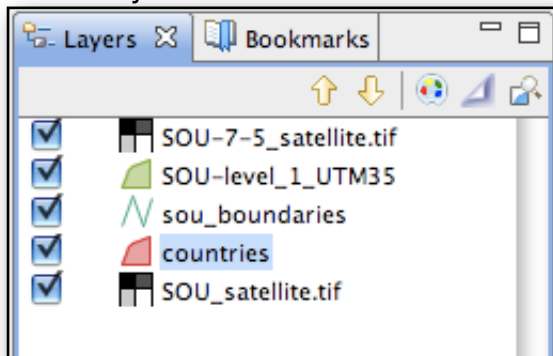 Layers Bookmarks
SOU-7-5_satellite.tif
SOU-level_1_UTM35
sou_boundaries
countries
SOU_satellite.tif